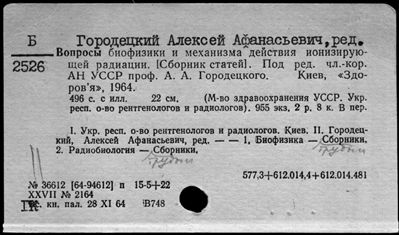 Б Городецкий Алексей Афанасьевич, ред.
2526 Вопросы биофизики и механизма действия ионизирую-
щей радиации. [Сборник статей]. Под ред. чл.-кор.
АН УССР проф. А. А. Городецкого. Киев, «Здо-
ров'я», 1964.
496 с. с илл. 22 см. (М-во здравоохранения УССР. Укр.
респ. о-во рентгенологов и радиологов). 955 экз. 2 р. 8 к. В пер.
1. Укр. респ. о-во рентгенологов и радиологов. Киев. II. Городец-
кий, Алексей Афанасьевич, ред. — — 1. Биофизика — Сборники.
2. Радиобиология — Сборники.
577,3+612.014,4+612.014.481
№ 36612 [64-94612] п 15-5+22
XXVII № 2164
Вс. кн. пал. 28 XI 64 Б748